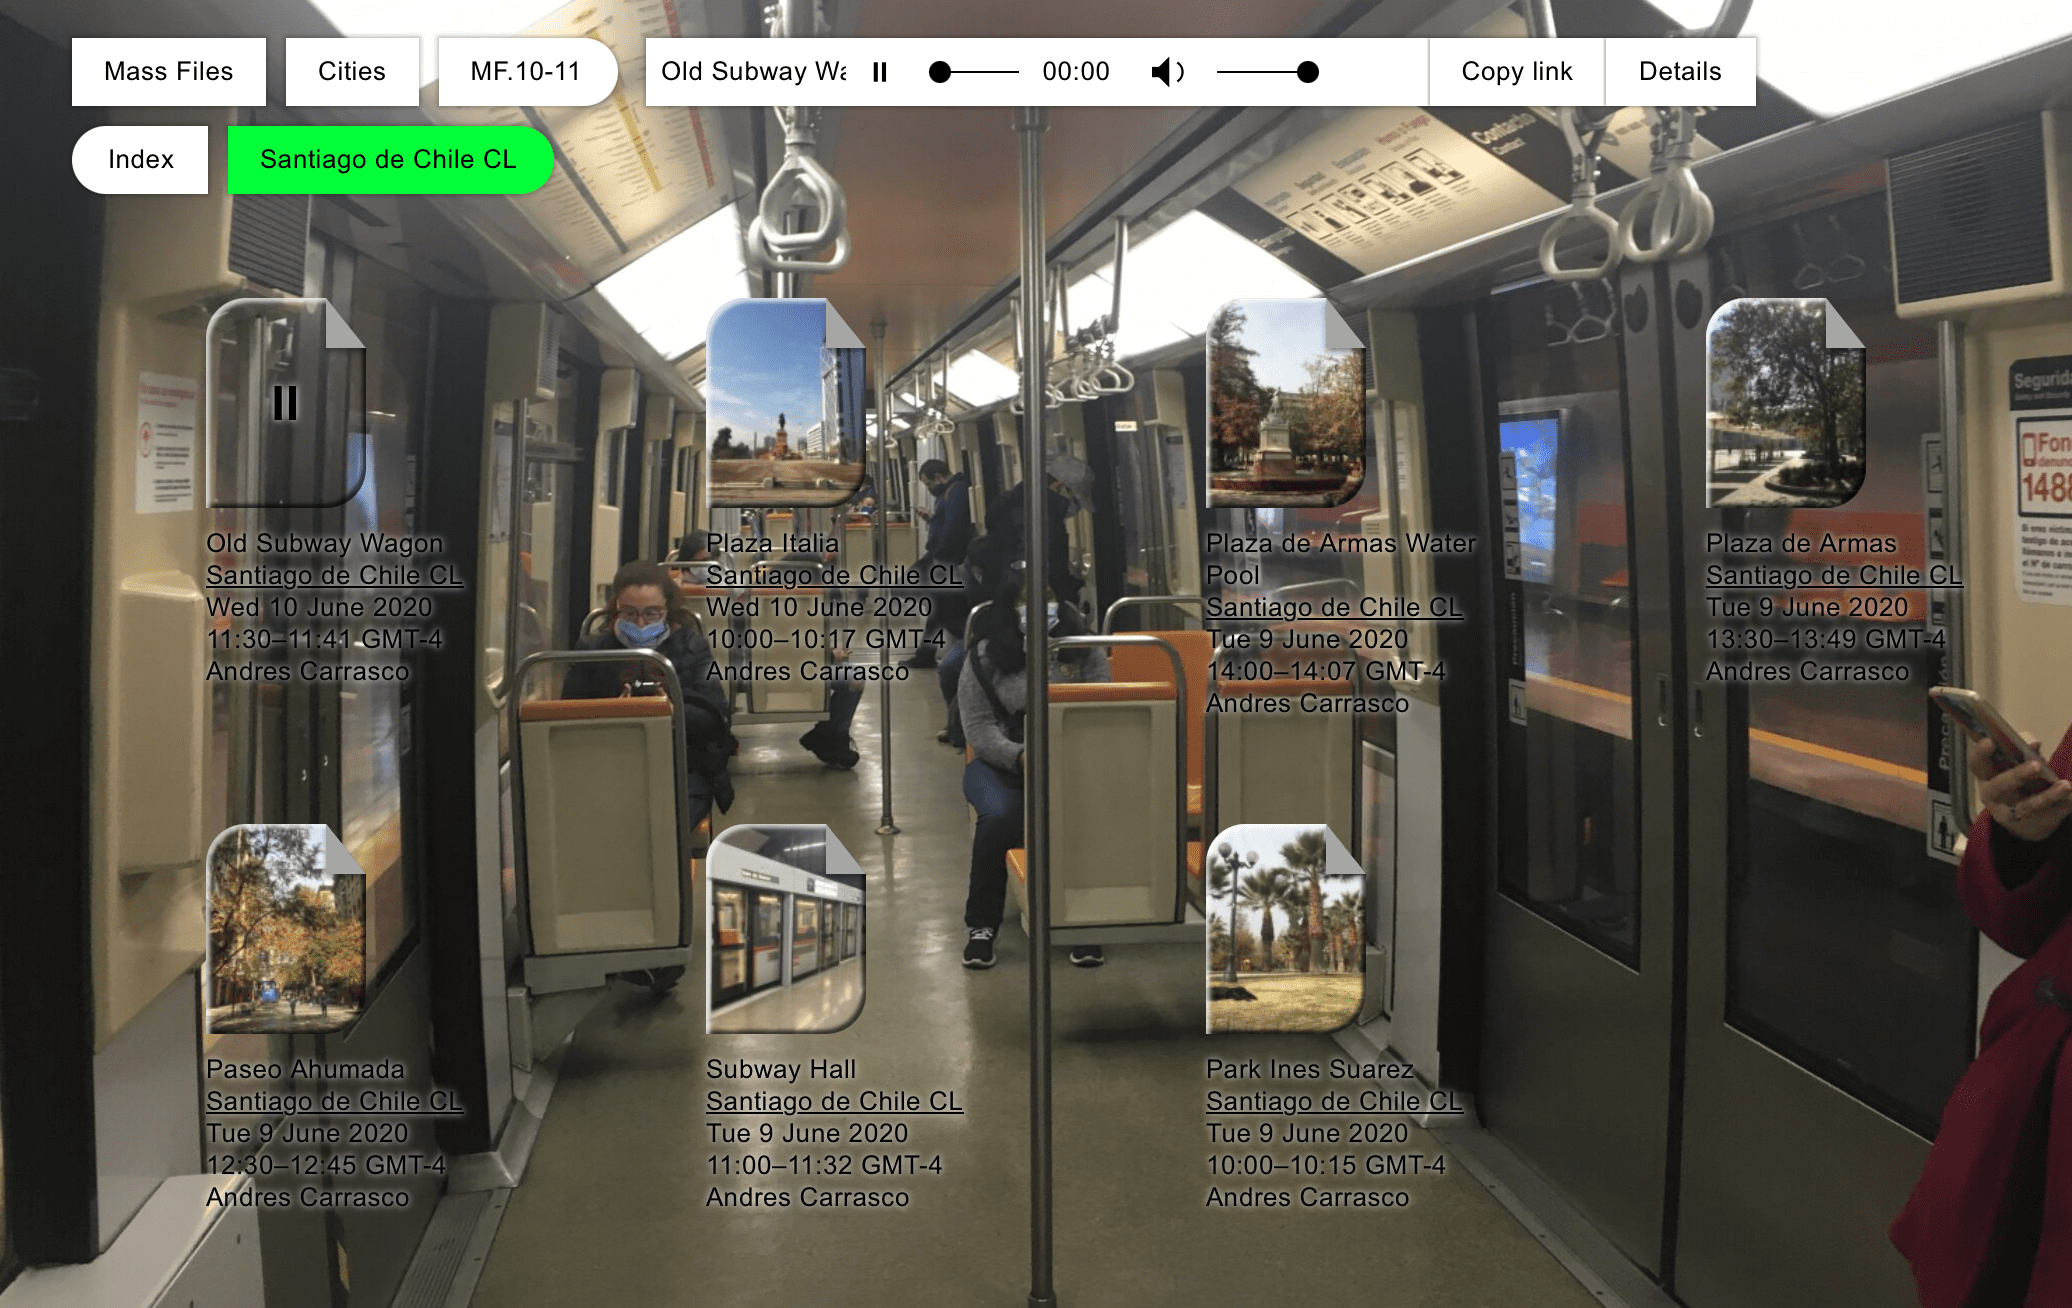 Mass Files
Cities
MF.10-11
Old Subway Wa
00:00
Copy link
Details
Index
Santiago de Chile CL
Contacto
Old Subway Wagon
Santiago de Chile CL
Wed 10 June 2020
11:30–11:41 GMT-4
Andres Carrasco
Plaza Italia
Santiago de Chile CL
Wed 10 June 2020
10:00–10:17 GMT-4
Andres Carrasco
Plaza de Armas Water
Pool
Santiago de Chile CL
Tue 9 June 2020
14:00–14:07 GMT-4
Andres Carrasco
Plaza de Armas
Santiago de Chile CL
Tue 9 June 2020
13:30–13:49 GMT-4
Andres Carrasco
Segurid
Fon
denun
148
Precaución
Paseo Ahumada
Santiago de Chile CL
Tue 9 June 2020
12:30–12:45 GMT-4
Andres Carrasco
Subway Hall
Santiago de Chile CL
Tue 9 June 2020
11:00–11:32 GMT-4
Andres Carrasco
Park Ines Suarez
Santiago de Chile CL
Tue 9 June 2020
10:00–10:15 GMT-4
Andres Carrasco